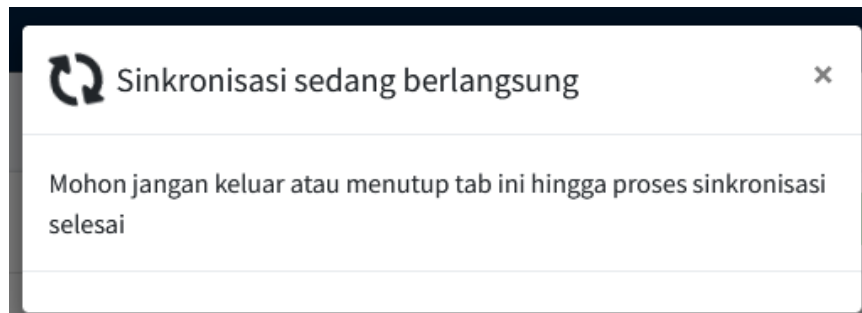 Sinkronisasi sedang berlangsung
×
Mohon jangan keluar atau menutup tab ini hingga proses sinkronisasi
selesai